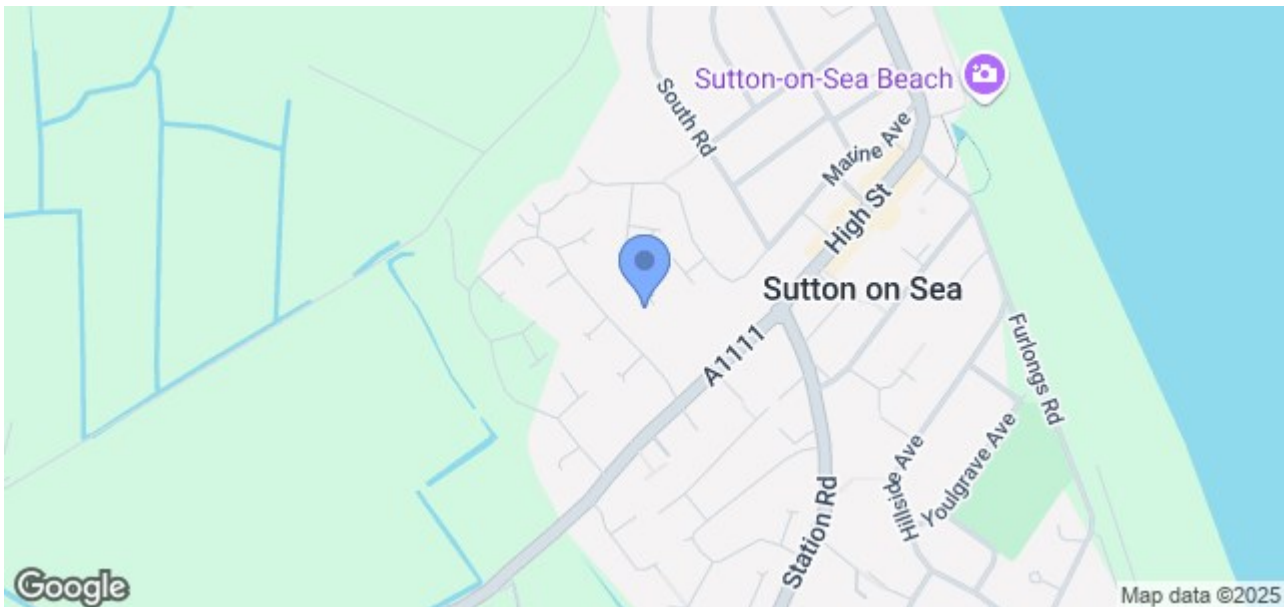 Sutton-on-Sea Beach
South Rd
Marine Ave
High St
Sutton on Sea
A1111
Furlongs Rd
Hillside Ave
Youlgrave Ave
Station Rd
Google
Map data ©2025